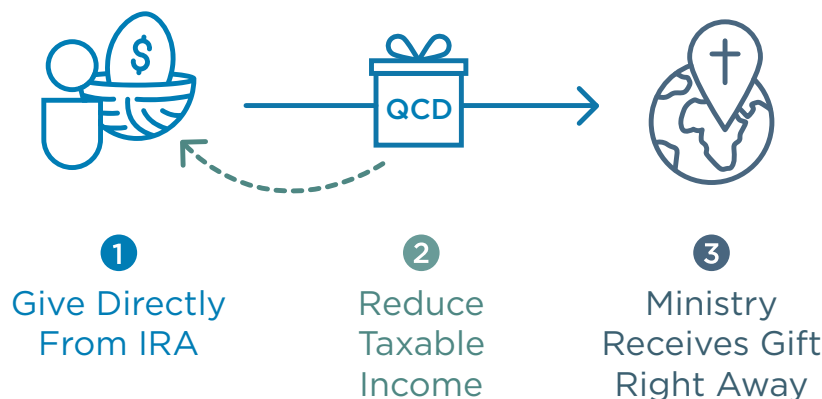 $
QCD
1
Give Directly
From IRA
2
Reduce
Taxable
Income
3
Ministry
Receives Gift
Right Away